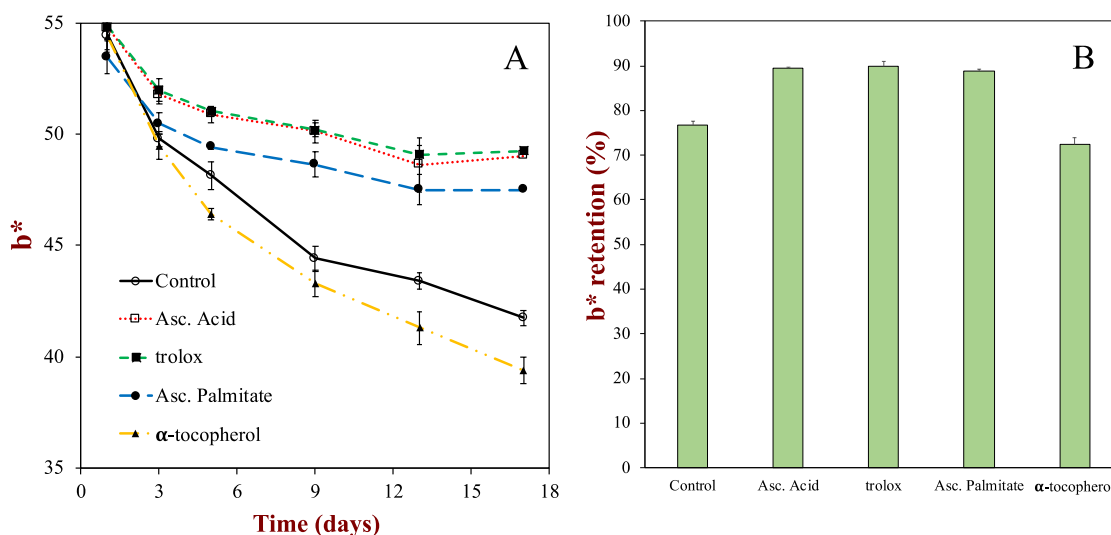 A
b*
55
50
45
40
35
0
3
6
9
12
15
18
Time (days)
Control
Asc. Acid
trolox
Asc. Palmitate
α-tocopherol
B
b* retention (%)
100
90
80
70
60
50
40
30
20
10
0
Control
Asc. Acid
trolox
Asc. Palmitate
α-tocopherol